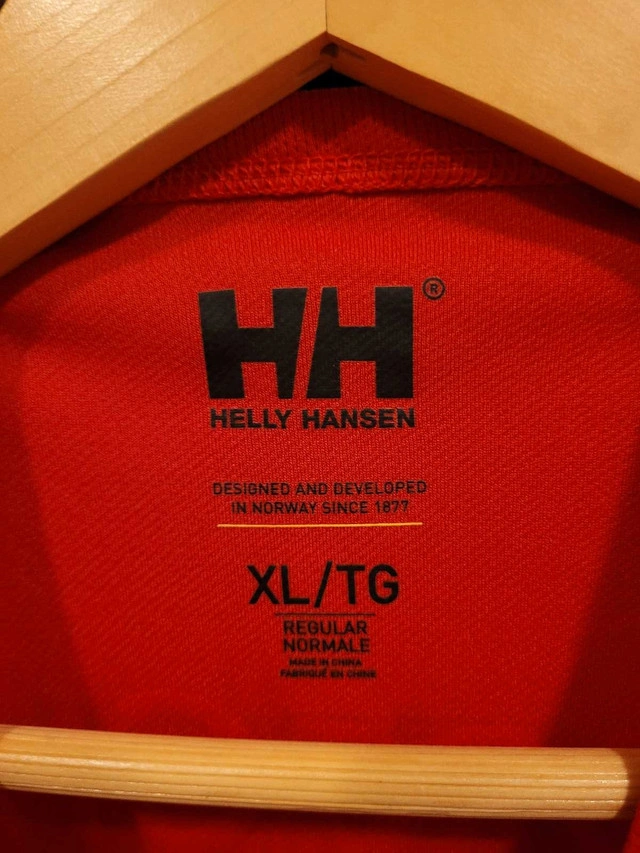 HH®
HELLY HANSEN
DESIGNED AND DEVELOPED
IN NORWAY SINCE 1877
XL/TG
REGULAR
NORMALE
MADE IN CHINA
FABRIQUÉ EN CHINE